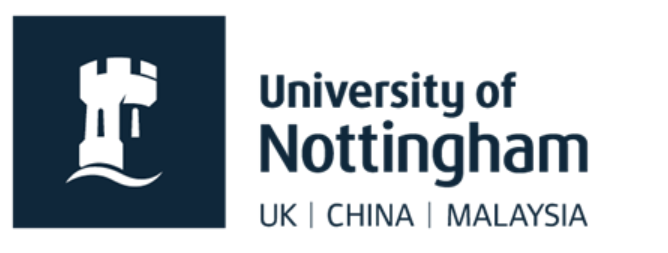 University of
Nottingham
UK | CHINA | MALAYSIA